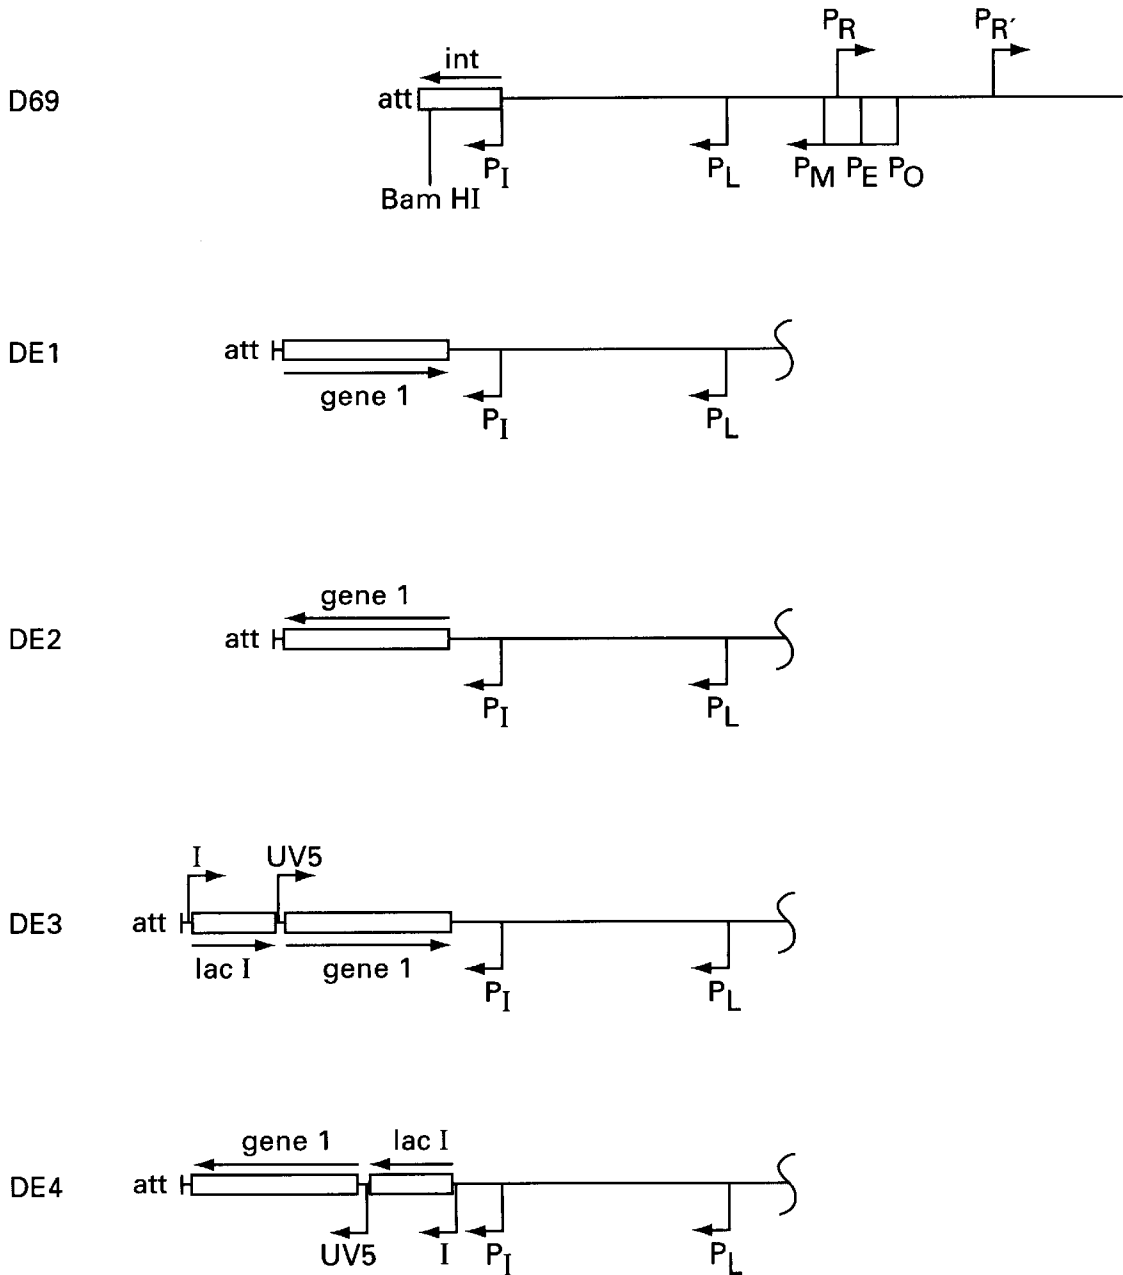 P_R P_R′
int
D69 att
P_I P_L P_M P_E P_O
Bam HI
DE1 att
gene 1
P_I P_L
gene 1
DE2 att
P_I P_L
I UV5
DE3 att
lac I gene 1 P_I P_L
gene 1 lac I
DE4 att
UV5 I P_I P_L